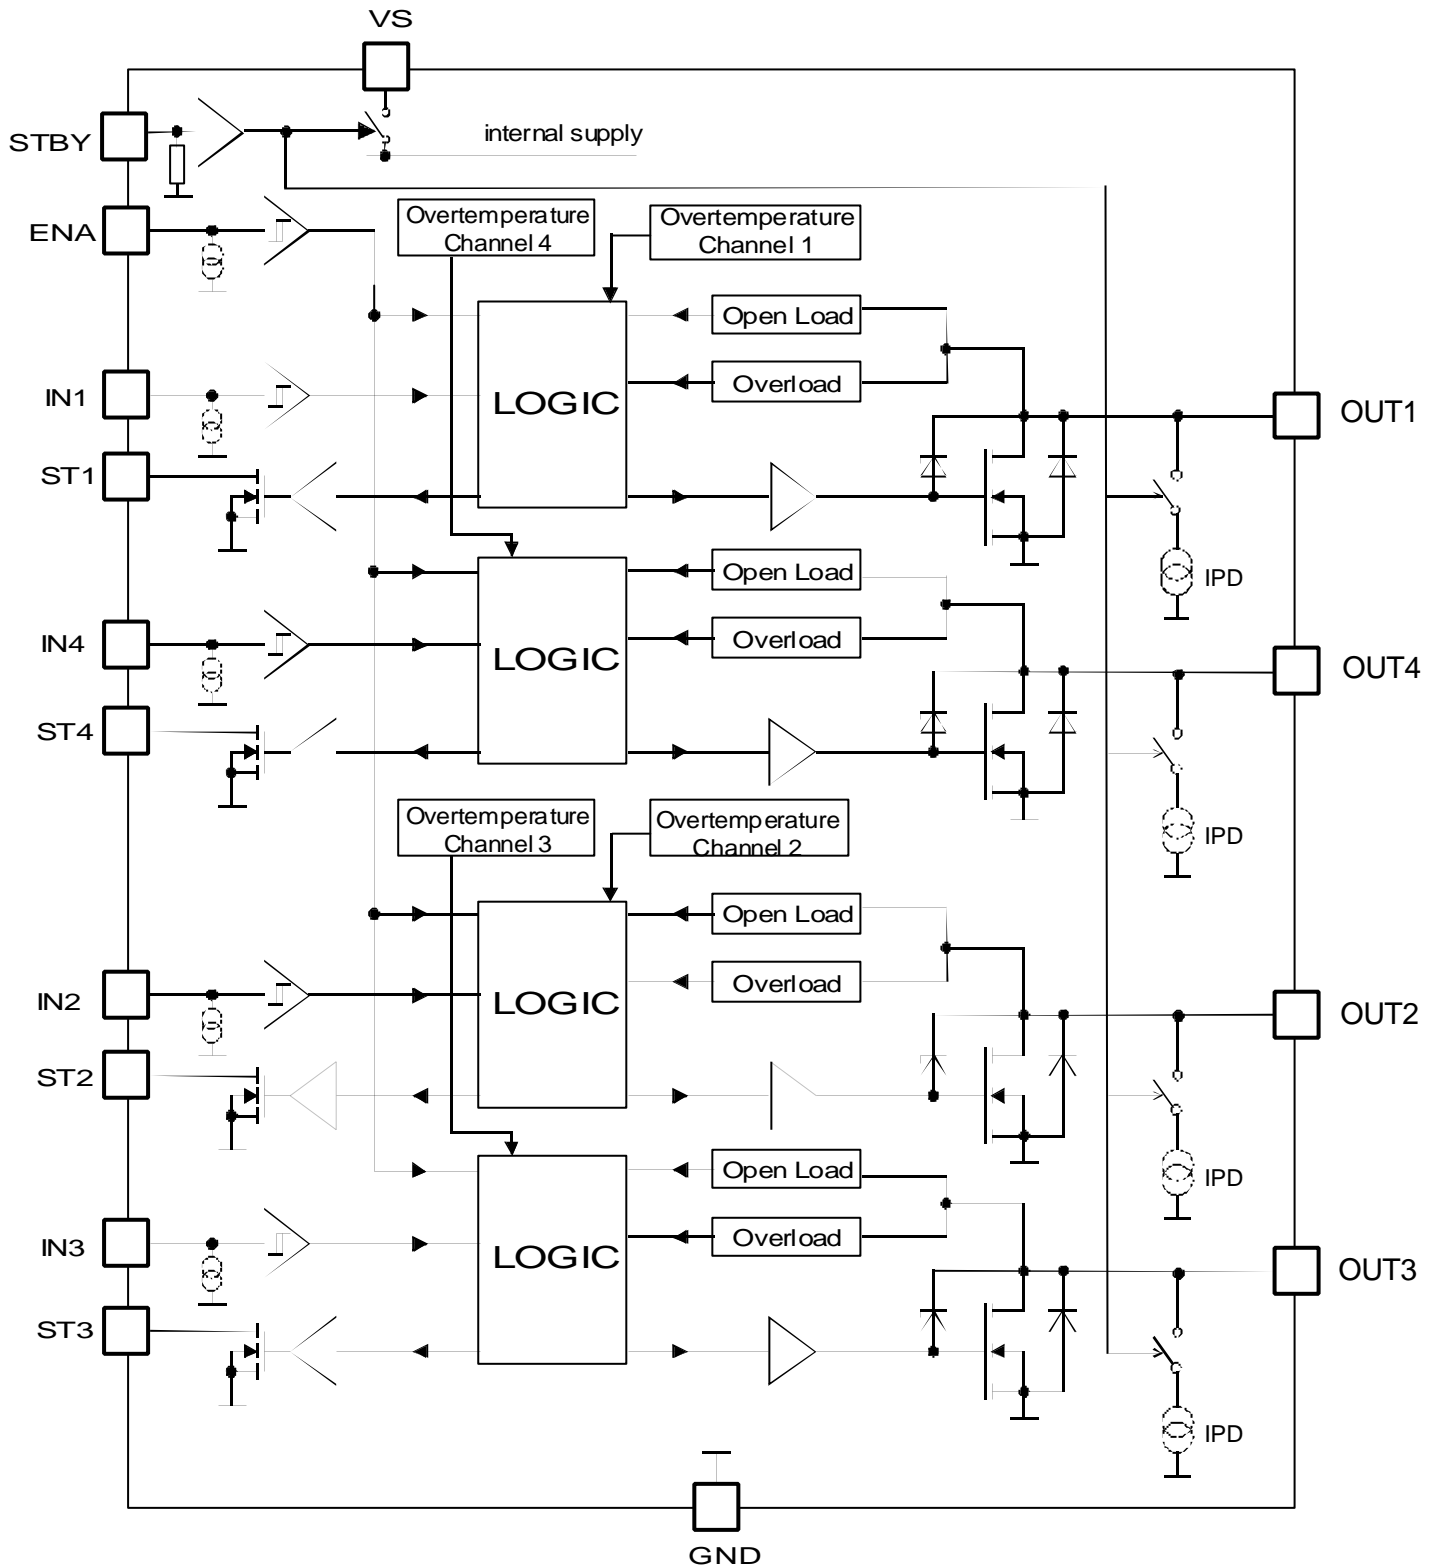 VS
STBY
internal supply
ENA
Overtemperature
Channel 4
Overtemperature
Channel 1
Open Load
IN1
LOGIC
Overload
OUT1
ST1
Open Load
IPD
IN4
LOGIC
Overload
OUT4
ST4
Overtemperature
Channel 3
Overtemperature
Channel 2
IPD
Open Load
IN2
LOGIC
Overload
OUT2
ST2
Open Load
IPD
IN3
LOGIC
Overload
OUT3
ST3
IPD
GND